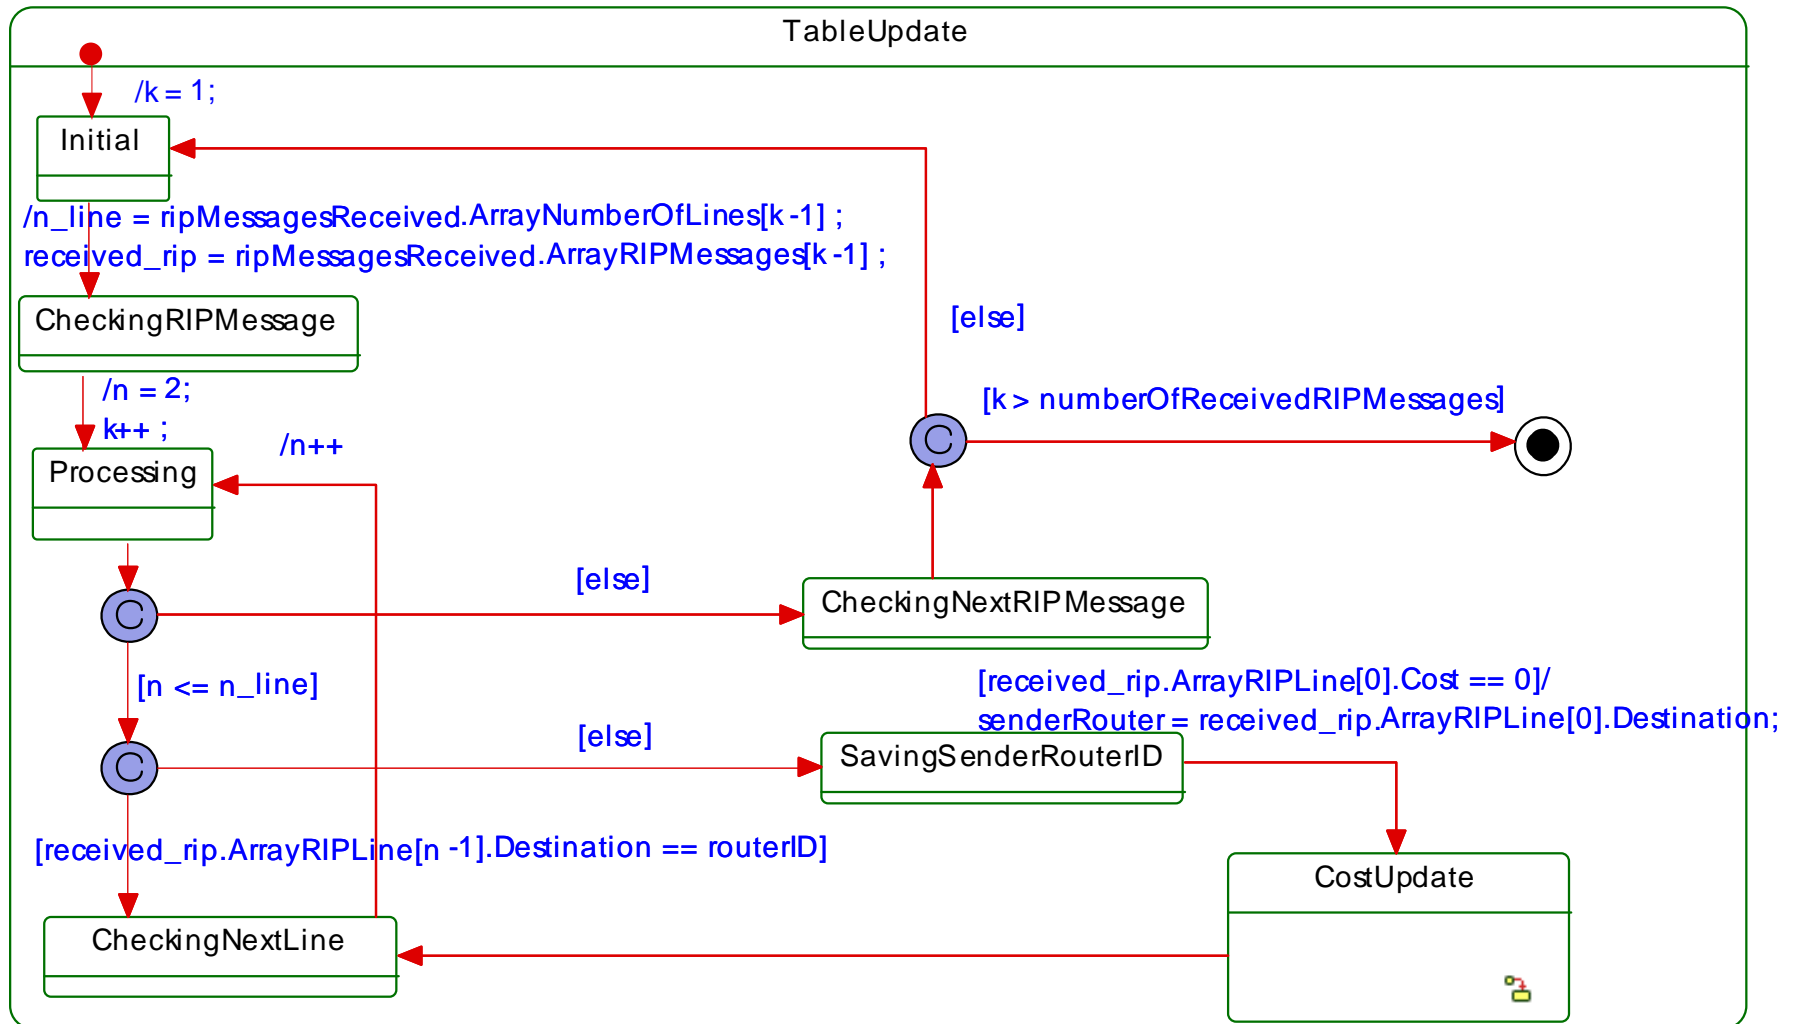 TableUpdate
/k = 1;
Initial
/n_line = ripMessagesReceived.ArrayNumberOfLines[k-1] ;
received_rip = ripMessagesReceived.ArrayRIPMessages[k-1] ;
CheckingRIPMessage
[else]
/n = 2;
k++ ;
[k > numberOfReceivedRIPMessages]
/n++
C
Processing
[else]
C
CheckingNextRIPMessage
[n <= n_line]
[received_rip.ArrayRIPLine[0].Cost == 0]/
senderRouter = received_rip.ArrayRIPLine[0].Destination;
[else]
C
SavingSenderRouterID
[received_rip.ArrayRIPLine[n -1].Destination == routerID]
CostUpdate
CheckingNextLine